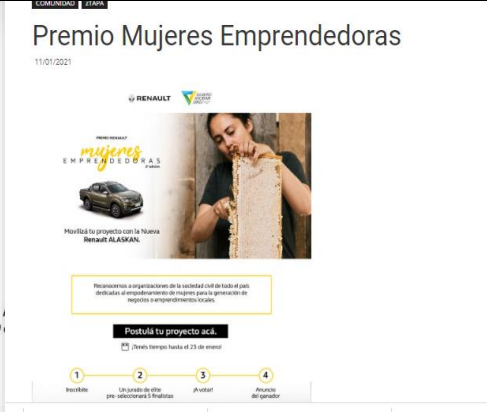 COMUNIDAD 2TAPA
Premio Mujeres Emprendedoras
11/01/2021
RENAULT
PREMIO RENAULT
mujeres
EMPRENDEDORAS
Movilizá tu proyecto con la Nueva
Renault ALASKAN.
Reconocemos a organizaciones de la sociedad civil de todo el país
dedicadas al empoderamiento de mujeres para la generación de
negocios o emprendimientos locales.
Postulá tu proyecto acá.
¡Tenés tiempo hasta el 23 de enero!
1 2 3 4
Inscribite
Un jurado de elite
pre-seleccionará 5 finalistas
¡A votar!
Anuncio
del ganador